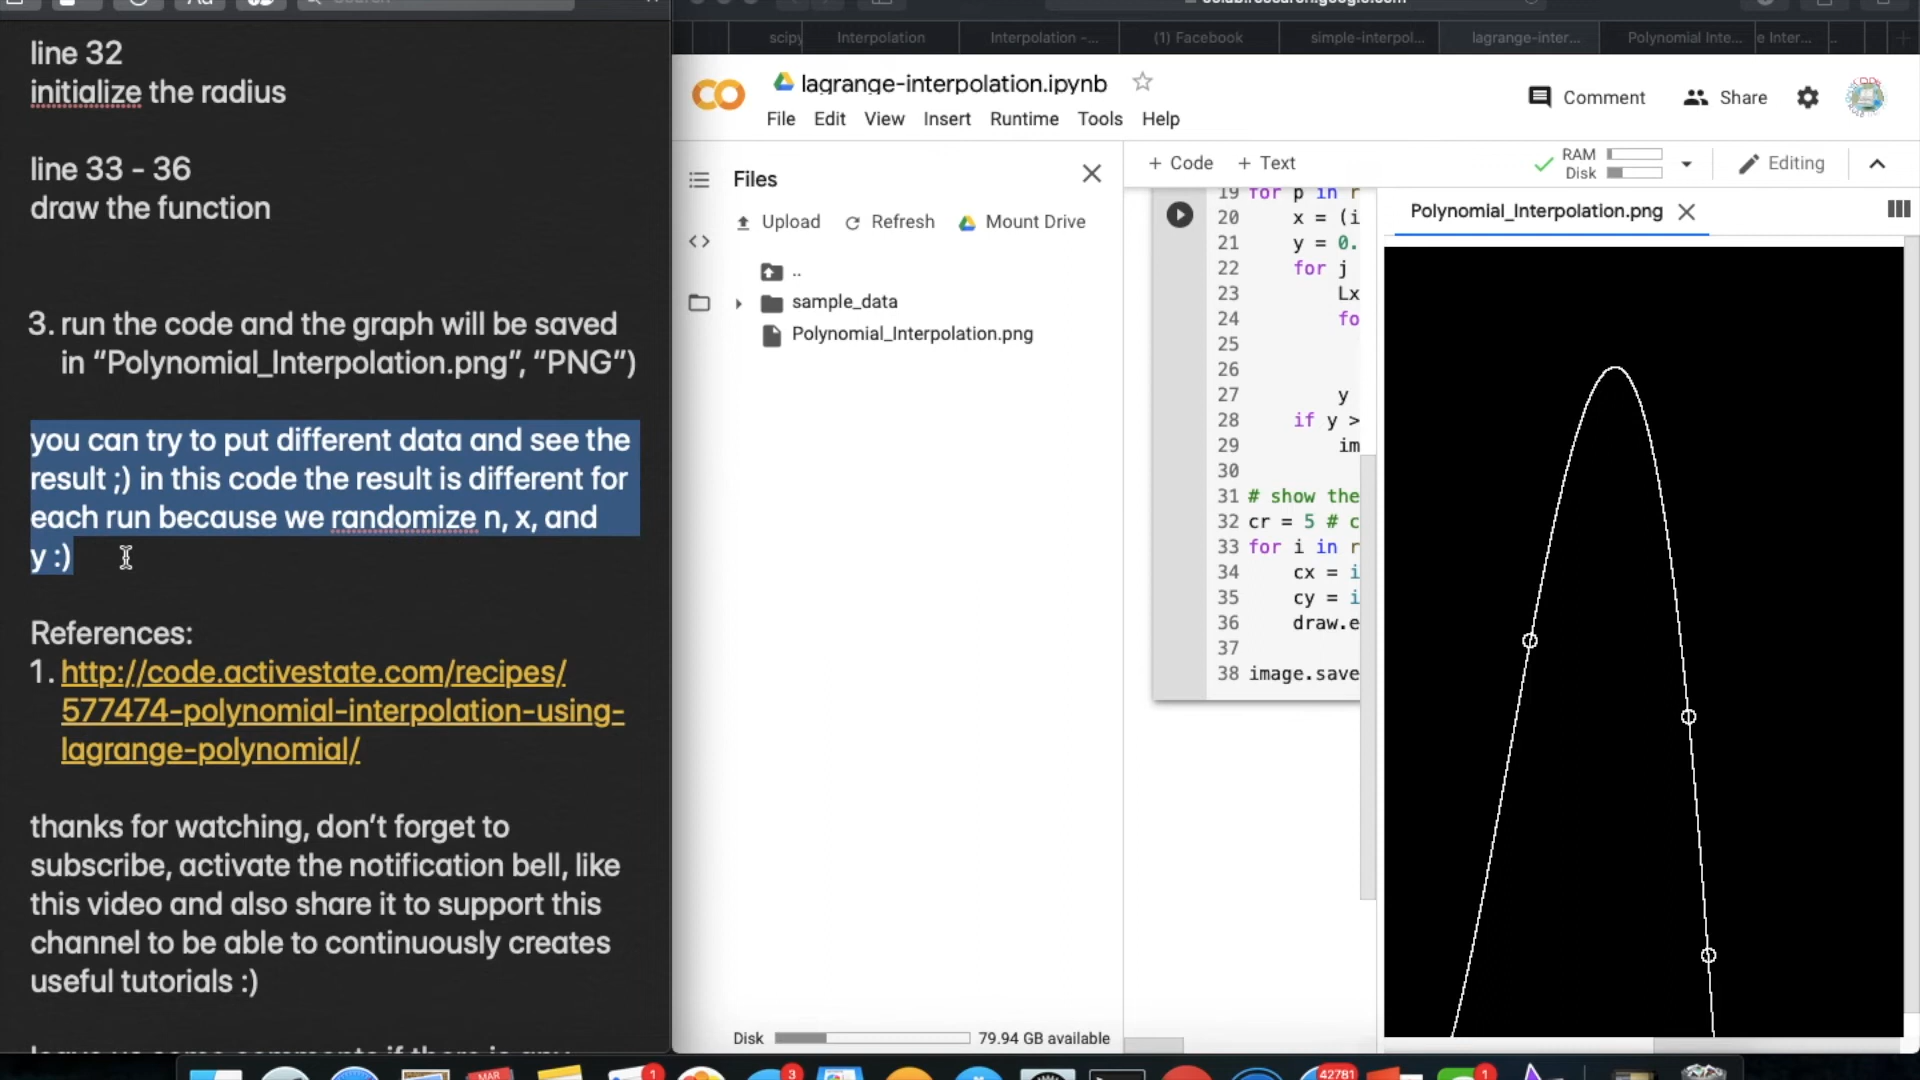 line 32
initialize the radius
line 33 - 36
draw the function
3. run the code and the graph will be saved
in “Polynomial_Interpolation.png”, “PNG”)
you can try to put different data and see the
result ;) in this code the result is different for
each run because we randomize n, x, and
y :)
References:
1. http://code.activestate.com/recipes/
577474-polynomial-interpolation-using-
lagrange-polynomial/
thanks for watching, don’t forget to
subscribe, activate the notification bell, like
this video and also share it to support this
channel to be able to continuously creates
useful tutorials :)
scipy
Interpolation
Interpolation -...
(1) Facebook
simple-interpol...
lagrange-inter...
Polynomial Inte...
e Inter...
lagrange-interpolation.ipynb
Comment
Share
File Edit View Insert Runtime Tools Help
Files
Upload Refresh Mount Drive
..
sample_data
Polynomial_Interpolation.png
Disk 79.94 GB available
+ Code + Text
RAM
Disk
Editing
19 for p in r
20 x = (i
21 y = 0.
22 for j
23 Lx
24 fo
25
26
27 y
28 if y >
29 im
30
31 # show the
32 cr = 5 # c
33 for i in r
34 cx = i
35 cy = i
36 draw.e
37
38 image.save
Polynomial_Interpolation.png
MAR
1
3
42781
1